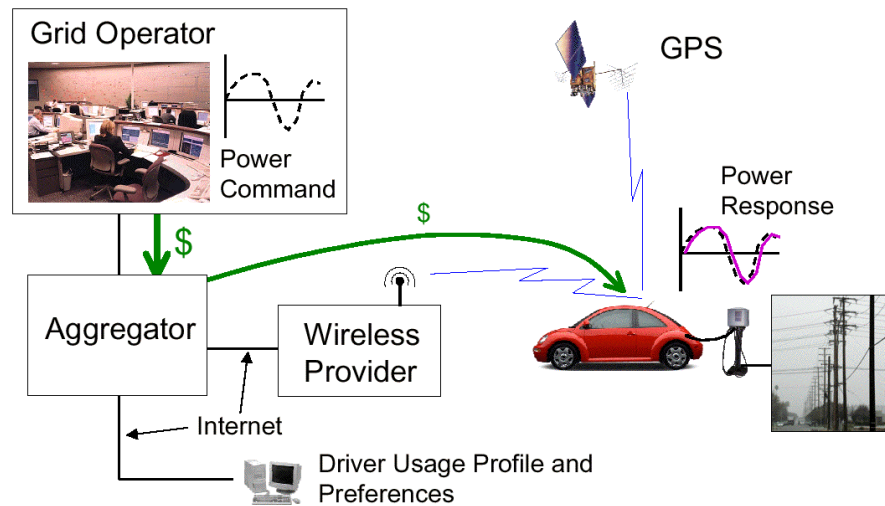 Grid Operator
Power
Command
GPS
Power
Response
$
$
Aggregator
Wireless
Provider
Internet
Driver Usage Profile and
Preferences